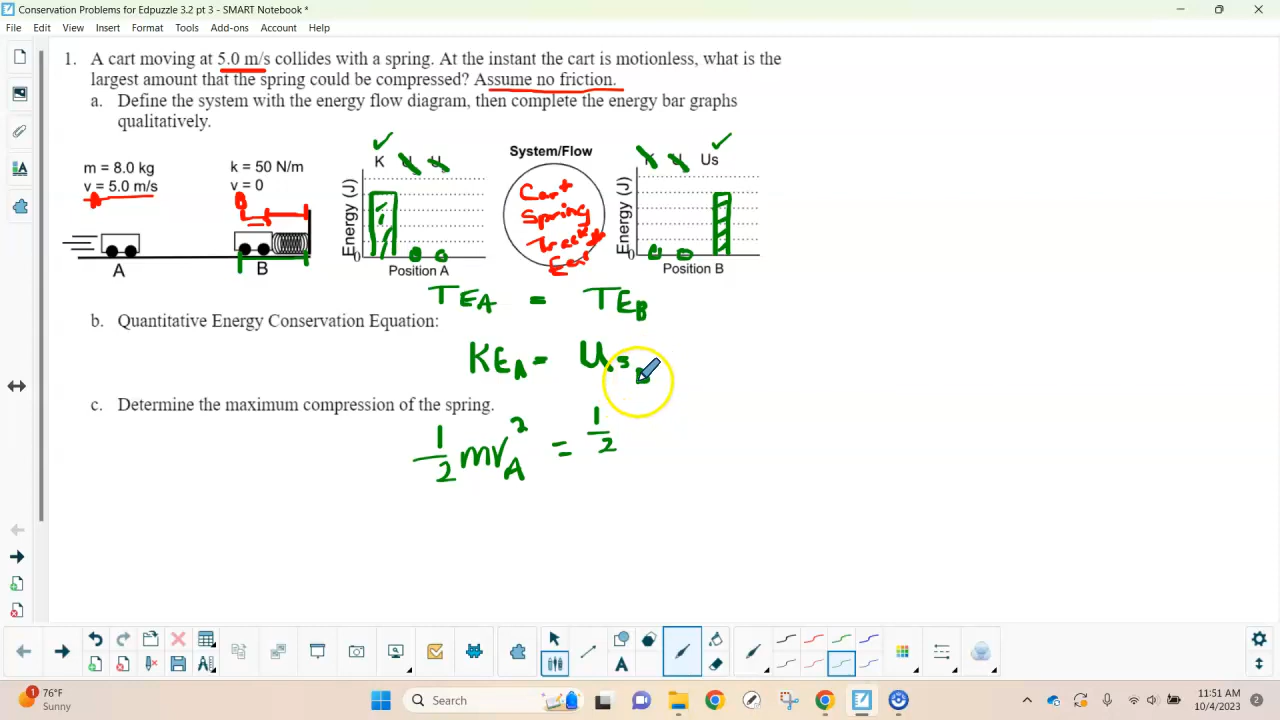 Conservation Problems for Edpuzzle 3.2 pt 3 - SMART Notebook*
File Edit View Insert Format Tools Add-ons Account Help
1. A cart moving at 5.0 m/s collides with a spring. At the instant the cart is motionless, what is the
largest amount that the spring could be compressed? Assume no friction.
a. Define the system with the energy flow diagram, then complete the energy bar graphs
qualitatively.
m = 8.0 kg
v = 5.0 m/s
A
k = 50 N/m
v = 0
B
K U U
Energy (J)
0
Position A
System/Flow
Cart
Spring
Track
K U Us
Energy (J)
0
Position B
TEA = TEB
b. Quantitative Energy Conservation Equation:
KEA = Us
c. Determine the maximum compression of the spring.
1/2 mvA² = 1/2
A
1
76°F
Sunny
Search
11:51 AM
10/4/2023
2